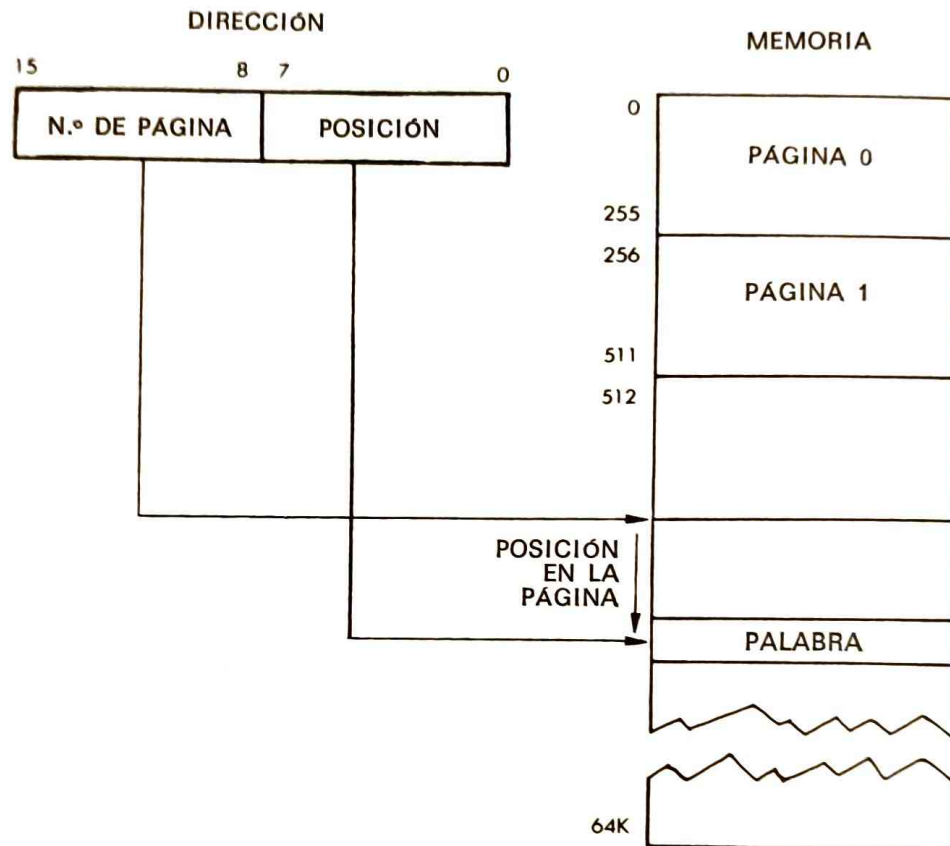 DIRECCIÓN
15 8 7 0
N.º DE PÁGINA POSICIÓN
MEMORIA
0
PÁGINA 0
255
256
PÁGINA 1
511
512
POSICIÓN
EN LA
PÁGINA
PALABRA
64K